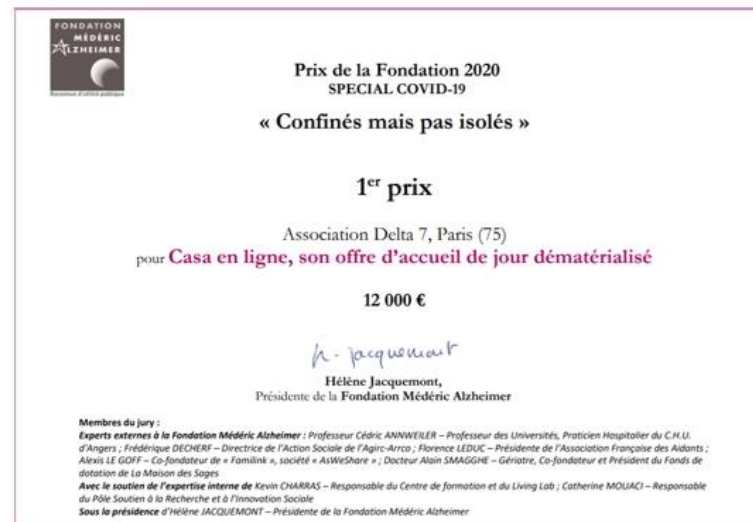 FONDATION
MÉDÉRIC
ALZHEIMER
Reconnue d'utilité publique
Prix de la Fondation 2020
SPECIAL COVID-19
« Confinés mais pas isolés »
1er prix
Association Delta 7, Paris (75)
pour Casa en ligne, son offre d'accueil de jour dématérialisé
12 000 €
h. jacquemont
Hélène Jacquemont,
Présidente de la Fondation Médéric Alzheimer
Membres du jury :
Experts externes à la Fondation Médéric Alzheimer : Professeur Cédric ANNWEILER – Professeur des Universités, Praticien Hospitalier du C.H.U.
d'Angers ; Frédérique DECHERF – Directrice de l'Action Sociale de l'Agirc-Arrco ; Florence LEDUC – Présidente de l'Association Française des Aidants ;
Alexis LE GOFF – Co-fondateur de « Familink », société « AsWeShare » ; Docteur Alain SMAGGHE – Gériatre, Co-fondateur et Président du Fonds de
dotation de La Maison des Sages
Avec le soutien de l'expertise interne de Kevin CHARRAS – Responsable du Centre de formation et du Living Lab ; Catherine MOUACI – Responsable
du Pôle Soutien à la Recherche et à l'Innovation Sociale
Sous la présidence d'Hélène JACQUEMONT – Présidente de la Fondation Médéric Alzheimer